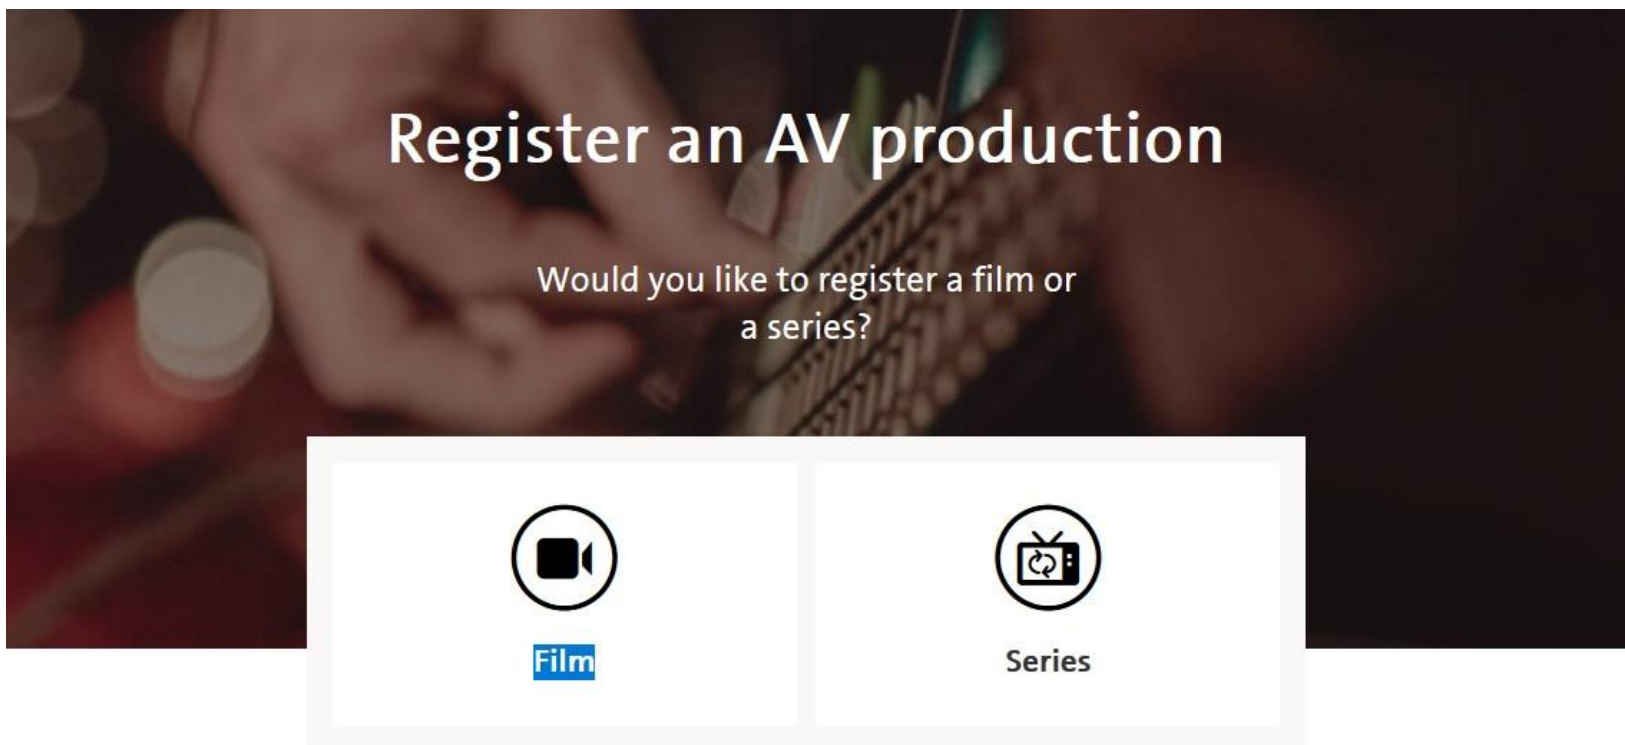 Register an AV production
Would you like to register a film or
a series?
Film
Series